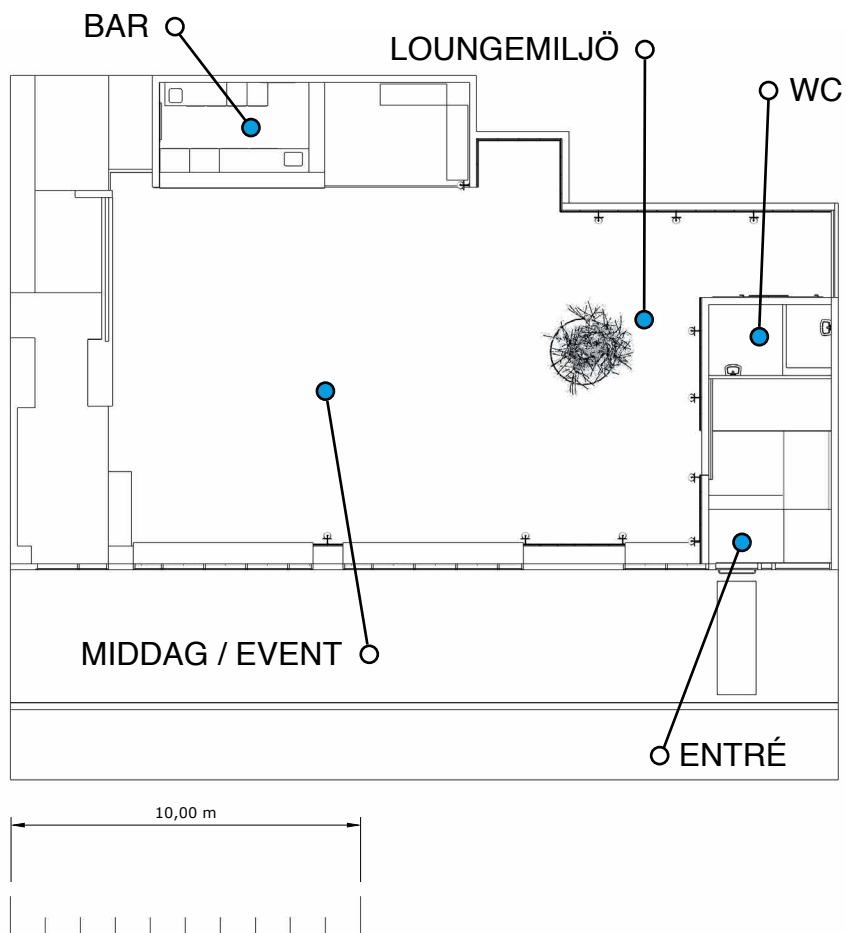 BAR
LOUNGEMILJÖ
WC
MIDDAG / EVENT
ENTRÉ
10,00 m